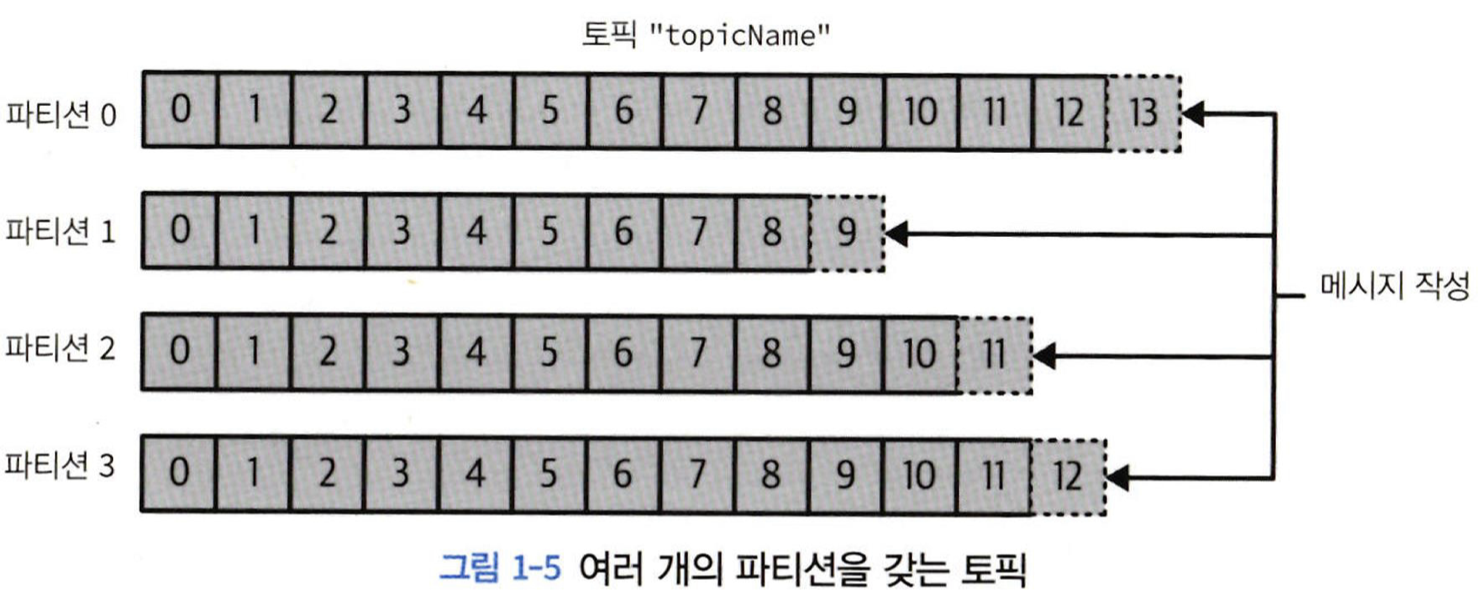 토픽 "topicName"
파티션 0 0 1 2 3 4 5 6 7 8 9 10 11 12 13
파티션 1 0 1 2 3 4 5 6 7 8 9
메시지 작성
파티션 2 0 1 2 3 4 5 6 7 8 9 10 11
파티션 3 0 1 2 3 4 5 6 7 8 9 10 11 12
그림 1-5 여러 개의 파티션을 갖는 토픽